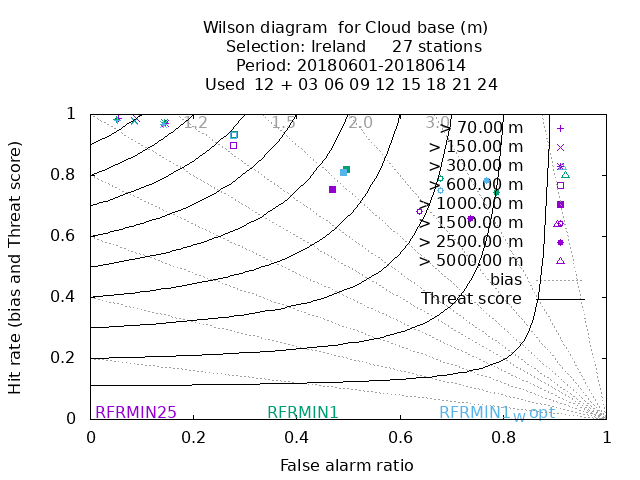 Wilson diagram  for Cloud base (m)
Selection: Ireland     27 stations
Period: 20180601-20180614
Used  12 + 03 06 09 12 15 18 21 24
Hit rate (bias and Threat score)
1
0.8
0.6
0.4
0.2
0
1.2
1.5
2.0
3.0
> 70.00 m
> 150.00 m
> 300.00 m
> 600.00 m
> 1000.00 m
> 1500.00 m
> 2500.00 m
> 5000.00 m
bias
Threat score
RFRMIN25
RFRMIN1
RFRMIN1_W_opt
0
0.2
0.4
0.6
0.8
1
False alarm ratio